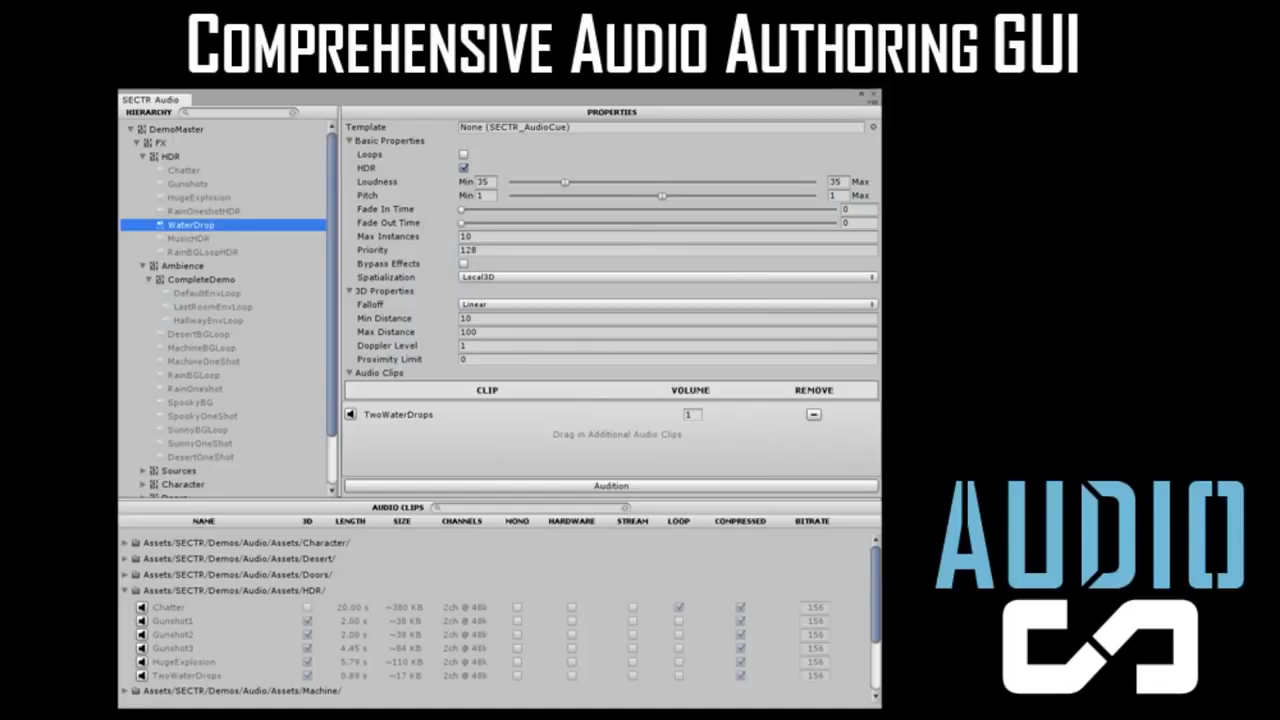 COMPREHENSIVE AUDIO AUTHORING GUI
SECTR Audio
HIERARCHY
DemoMaster
FX
HDR
Chatter
Gunshots
HugeExplosion
RainOneshotHDR
WaterDrop
MusicHDR
RainBGLoopHDR
Ambience
CompleteDemo
DefaultEnvLoop
LastRoomEnvLoop
HallwayEnvLoop
DesertBGLoop
MachineBGLoop
MachineOneShot
RainBGLoop
RainOneshot
SpookyBG
SpookyOneShot
SunnyBGLoop
SunnyOneShot
DesertOneShot
Sources
Character
PROPERTIES
Template None (SECTR_AudioCue)
Basic Properties
Loops
HDR
Loudness Min 35 35 Max
Pitch Min 1 1 Max
Fade In Time 0
Fade Out Time 0
Max Instances 10
Priority 128
Bypass Effects
Spatialization Local3D
3D Properties
Falloff Linear
Min Distance 10
Max Distance 100
Doppler Level 1
Proximity Limit 0
Audio Clips
CLIP VOLUME REMOVE
TwoWaterDrops 1
Drag in Additional Audio Clips
Audition
AUDIO CLIPS
NAME 3D LENGTH SIZE CHANNELS MONO HARDWARE STREAM LOOP COMPRESSED BITRATE
Assets/SECTR/Demos/Audio/Assets/Character/
Assets/SECTR/Demos/Audio/Assets/Desert/
Assets/SECTR/Demos/Audio/Assets/Doors/
Assets/SECTR/Demos/Audio/Assets/HDR/
Chatter 20.00 s ~380 KB 2ch @ 48k 156
Gunshot1 2.00 s ~38 KB 2ch @ 48k 156
Gunshot2 2.00 s ~38 KB 2ch @ 48k 156
Gunshot3 4.45 s ~84 KB 2ch @ 48k 156
HugeExplosion 5.79 s ~110 KB 2ch @ 48k 156
TwoWaterDrops 0.89 s ~17 KB 2ch @ 48k 156
Assets/SECTR/Demos/Audio/Assets/Machine/
AUDIO